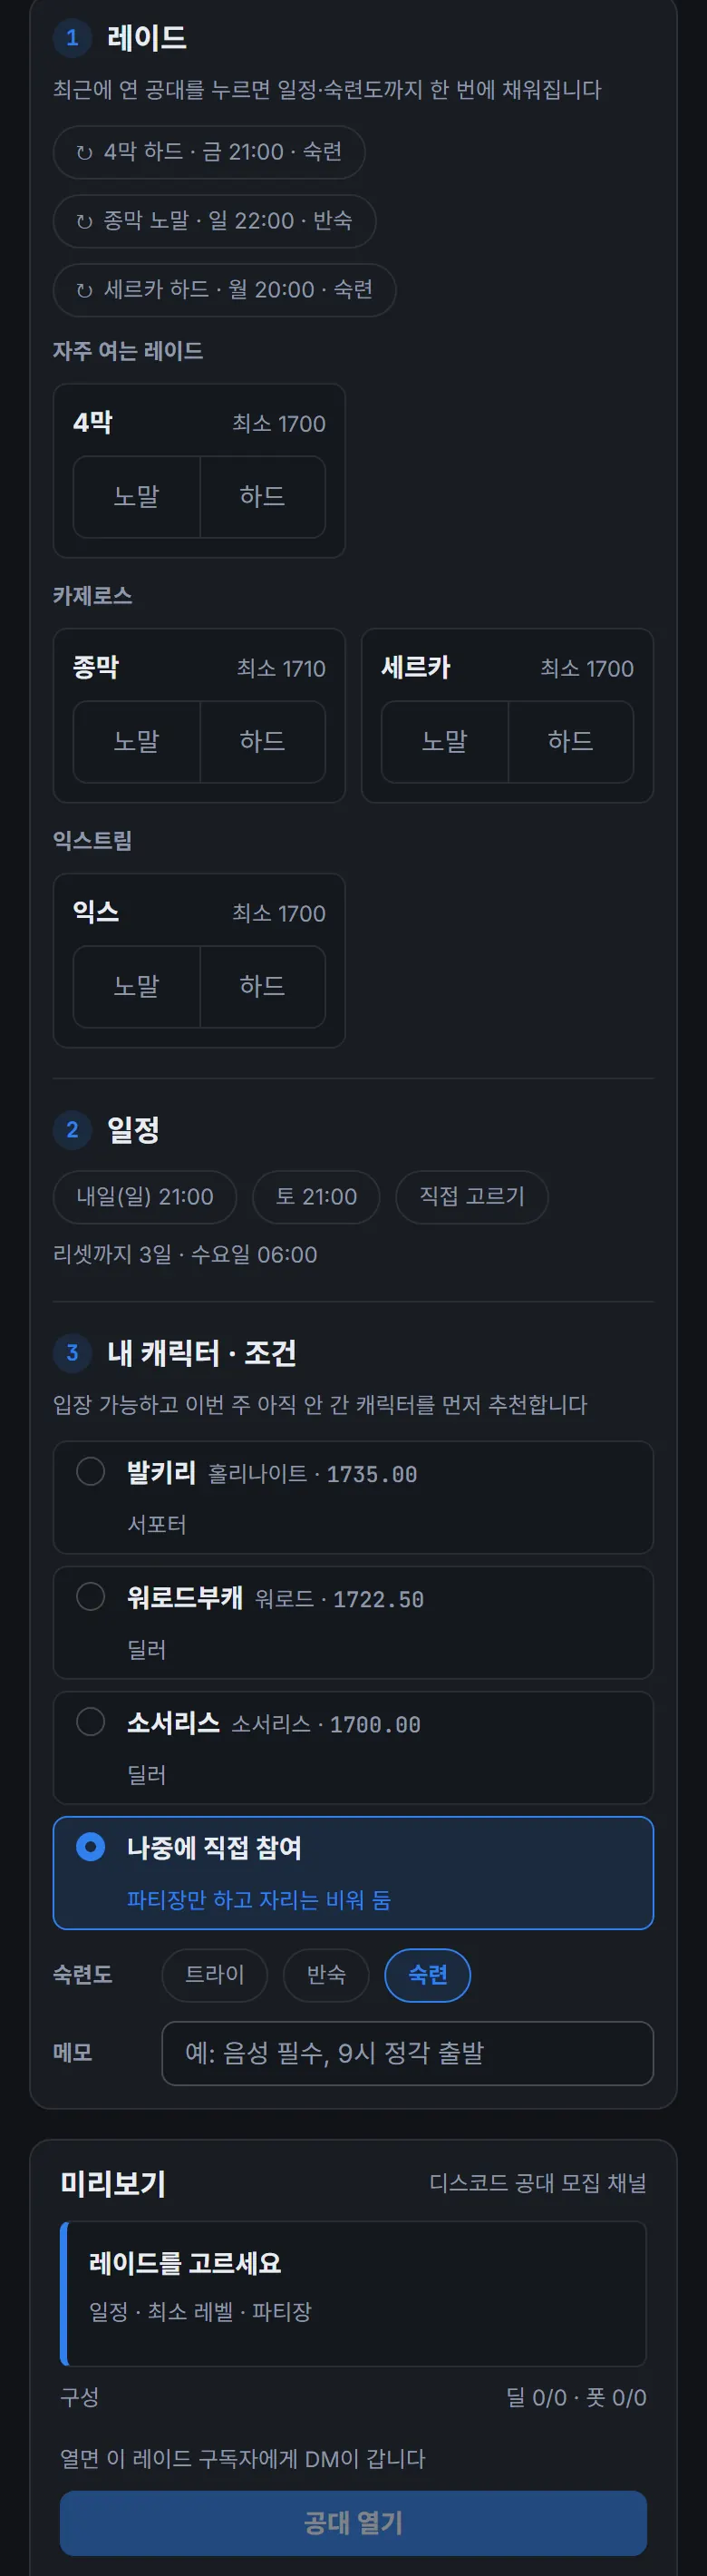 1 레이드
최근에 연 공대를 누르면 일정·숙련도까지 한 번에 채워집니다
↻ 4막 하드 · 금 21:00 · 숙련
↻ 종막 노말 · 일 22:00 · 반숙
↻ 세르카 하드 · 월 20:00 · 숙련
자주 여는 레이드
4막 최소 1700
노말 하드
카제로스
종막 최소 1710 세르카 최소 1700
노말 하드 노말 하드
익스트림
익스 최소 1700
노말 하드
2 일정
내일(일) 21:00 토 21:00 직접 고르기
리셋까지 3일 · 수요일 06:00
3 내 캐릭터 · 조건
입장 가능하고 이번 주 아직 안 간 캐릭터를 먼저 추천합니다
발키리 홀리나이트 · 1735.00
서포터
워로드부캐 워로드 · 1722.50
딜러
소서리스 소서리스 · 1700.00
딜러
나중에 직접 참여
파티장만 하고 자리는 비워 둠
숙련도 트라이 반숙 숙련
메모 예: 음성 필수, 9시 정각 출발
미리보기 디스코드 공대 모집 채널
레이드를 고르세요
일정 · 최소 레벨 · 파티장
구성 딜 0/0 · 폿 0/0
열면 이 레이드 구독자에게 DM이 갑니다
공대 열기